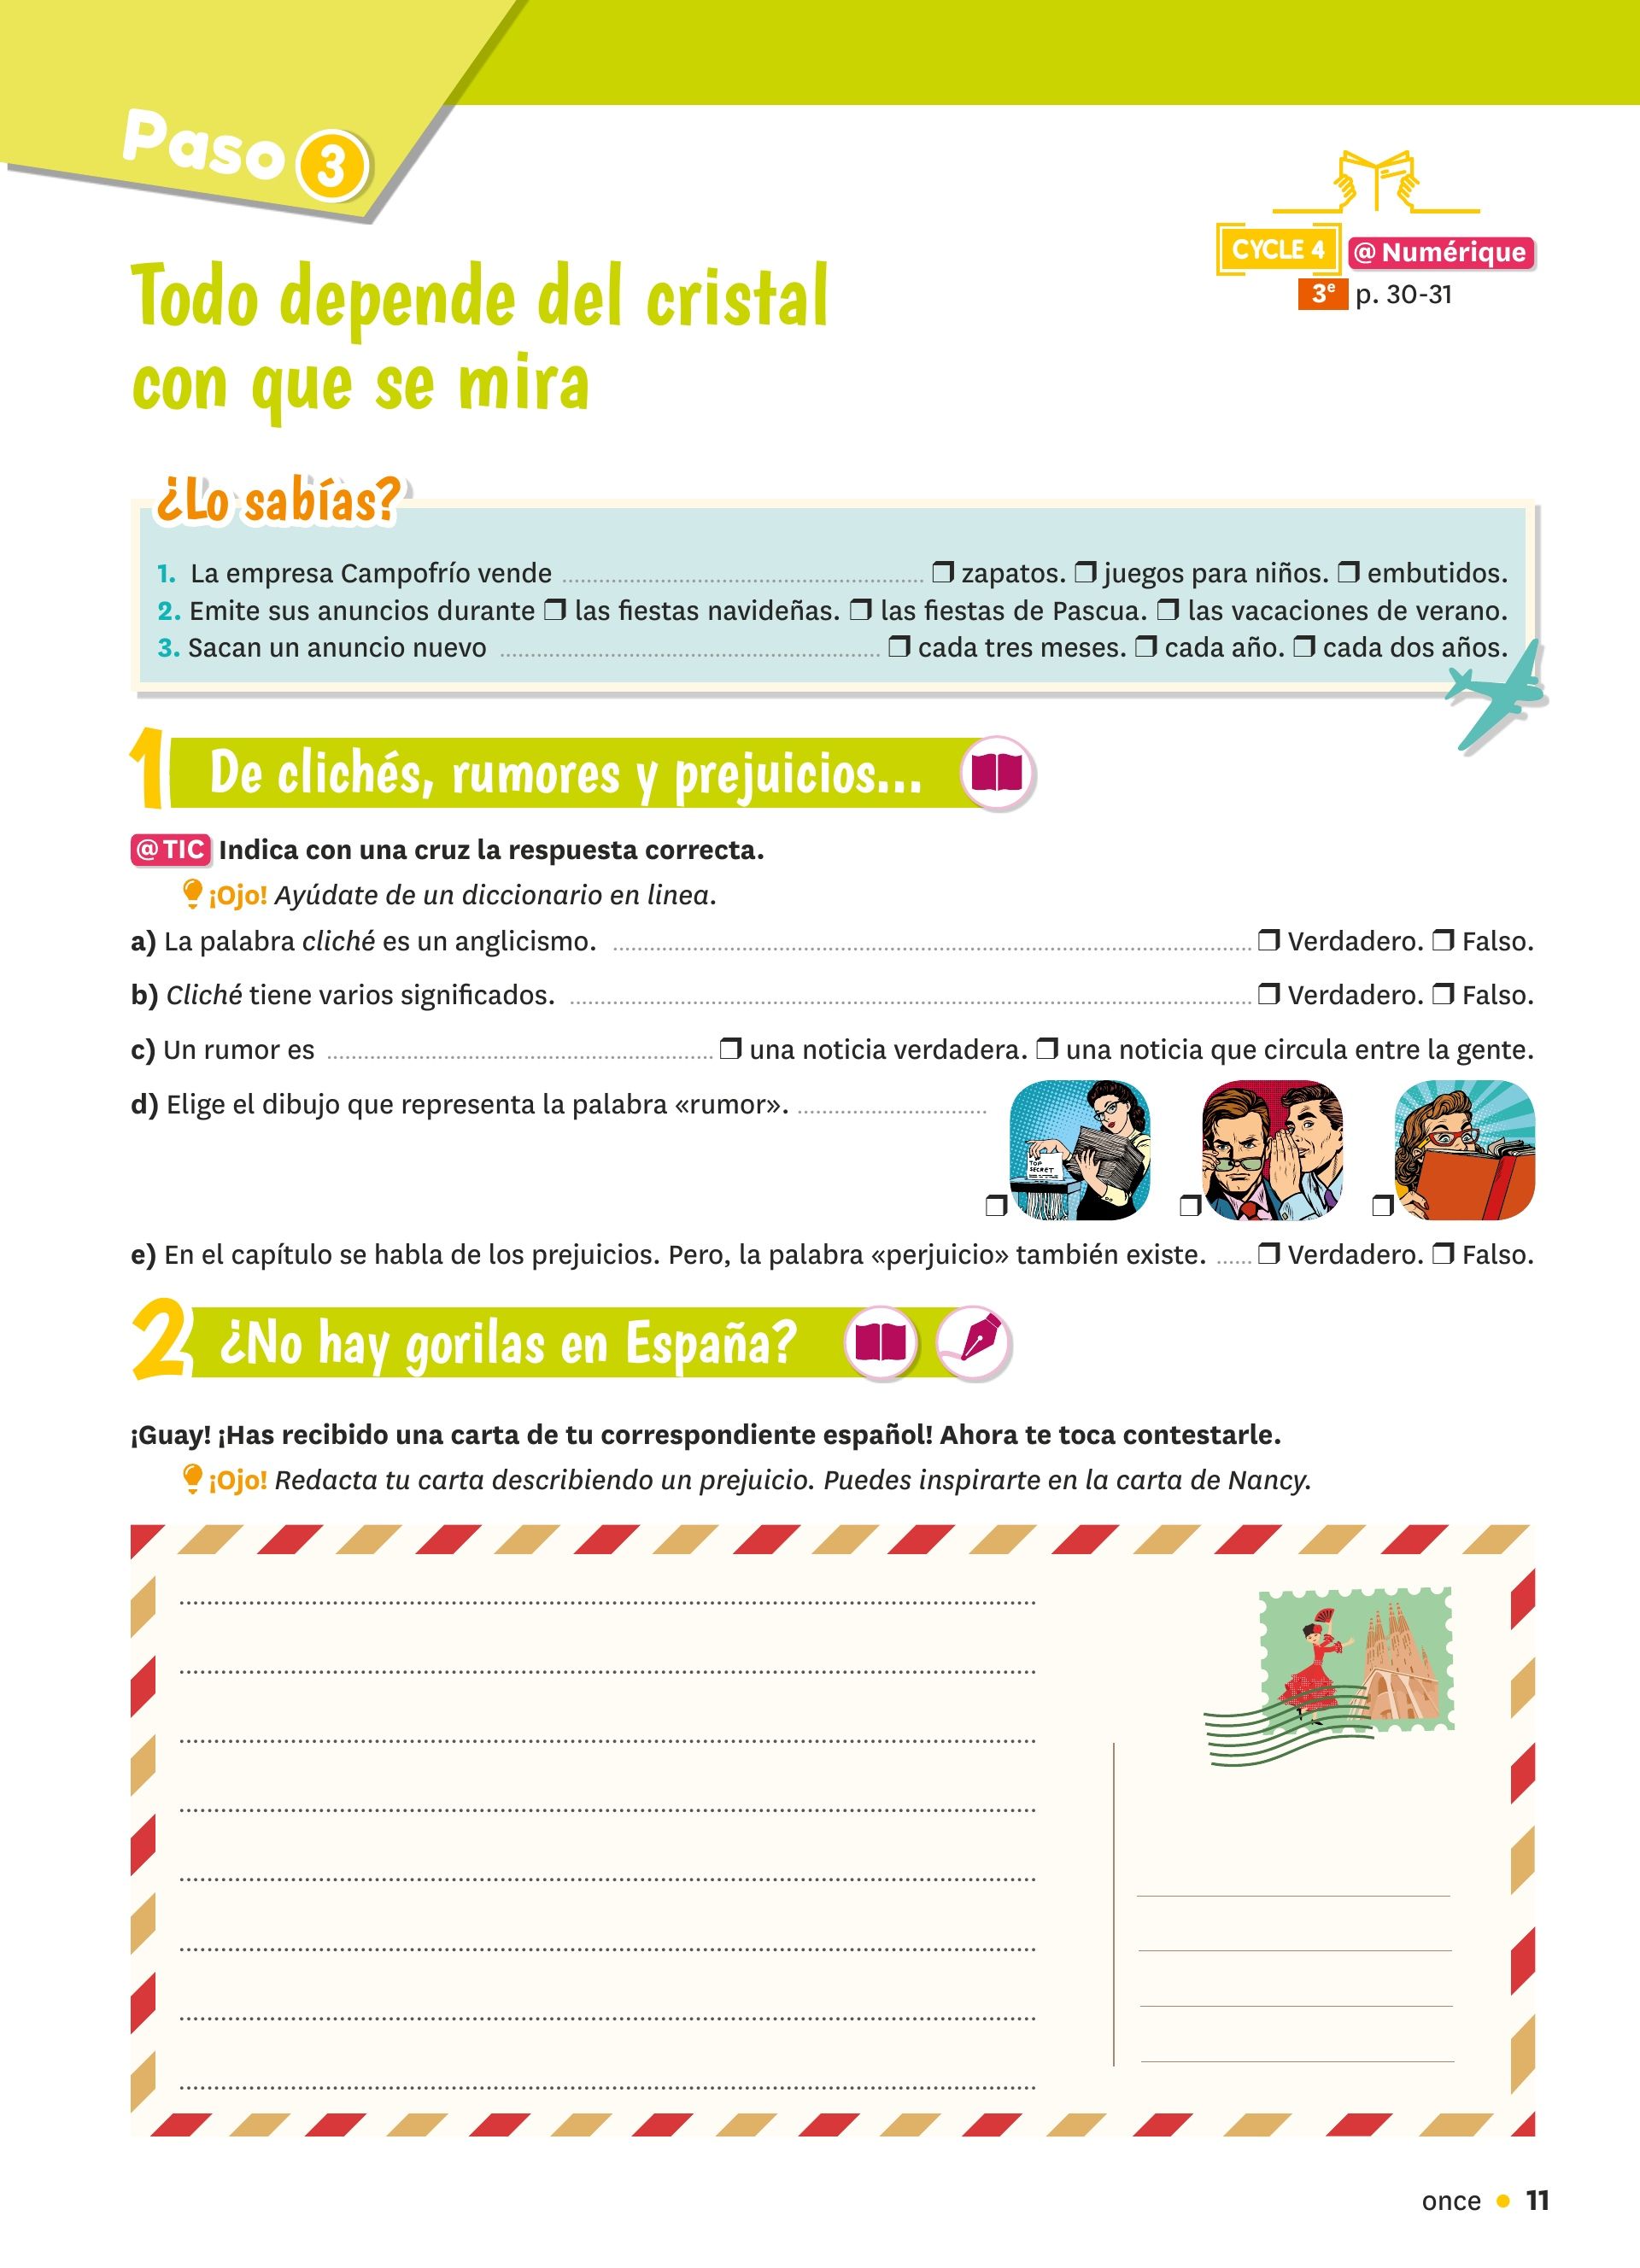 Paso 3
CYCLE 4 @ Numérique
3e p. 30-31
Todo depende del cristal
con que se mira
¿Lo sabías?
1. La empresa Campofrío vende ........ ❒ zapatos. ❒ juegos para niños. ❒ embutidos.
2. Emite sus anuncios durante ❒ las fiestas navideñas. ❒ las fiestas de Pascua. ❒ las vacaciones de verano.
3. Sacan un anuncio nuevo ........ ❒ cada tres meses. ❒ cada año. ❒ cada dos años.
1 De clichés, rumores y prejuicios...
@ TIC Indica con una cruz la respuesta correcta.
¡Ojo! Ayúdate de un diccionario en linea.
a) La palabra cliché es un anglicismo. ........ ❒ Verdadero. ❒ Falso.
b) Cliché tiene varios significados. ........ ❒ Verdadero. ❒ Falso.
c) Un rumor es ........ ❒ una noticia verdadera. ❒ una noticia que circula entre la gente.
d) Elige el dibujo que representa la palabra «rumor». ........
TOP
SECRET
❒ ❒ ❒
e) En el capítulo se habla de los prejuicios. Pero, la palabra «perjuicio» también existe. ...... ❒ Verdadero. ❒ Falso.
2 ¿No hay gorilas en España?
¡Guay! ¡Has recibido una carta de tu correspondiente español! Ahora te toca contestarle.
¡Ojo! Redacta tu carta describiendo un prejuicio. Puedes inspirarte en la carta de Nancy.
once • 11